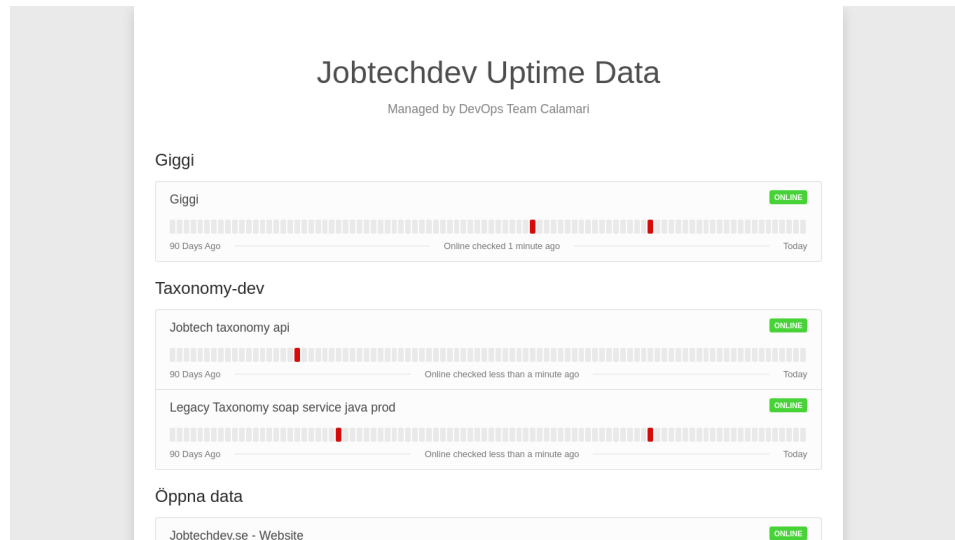 Jobtechdev Uptime Data
Managed by DevOps Team Calamari
Giggi
Giggi ONLINE
90 Days Ago Online checked 1 minute ago Today
Taxonomy-dev
Jobtech taxonomy api ONLINE
90 Days Ago Online checked less than a minute ago Today
Legacy Taxonomy soap service java prod ONLINE
90 Days Ago Online checked less than a minute ago Today
Öppna data
Jobtechdev.se - Website ONLINE